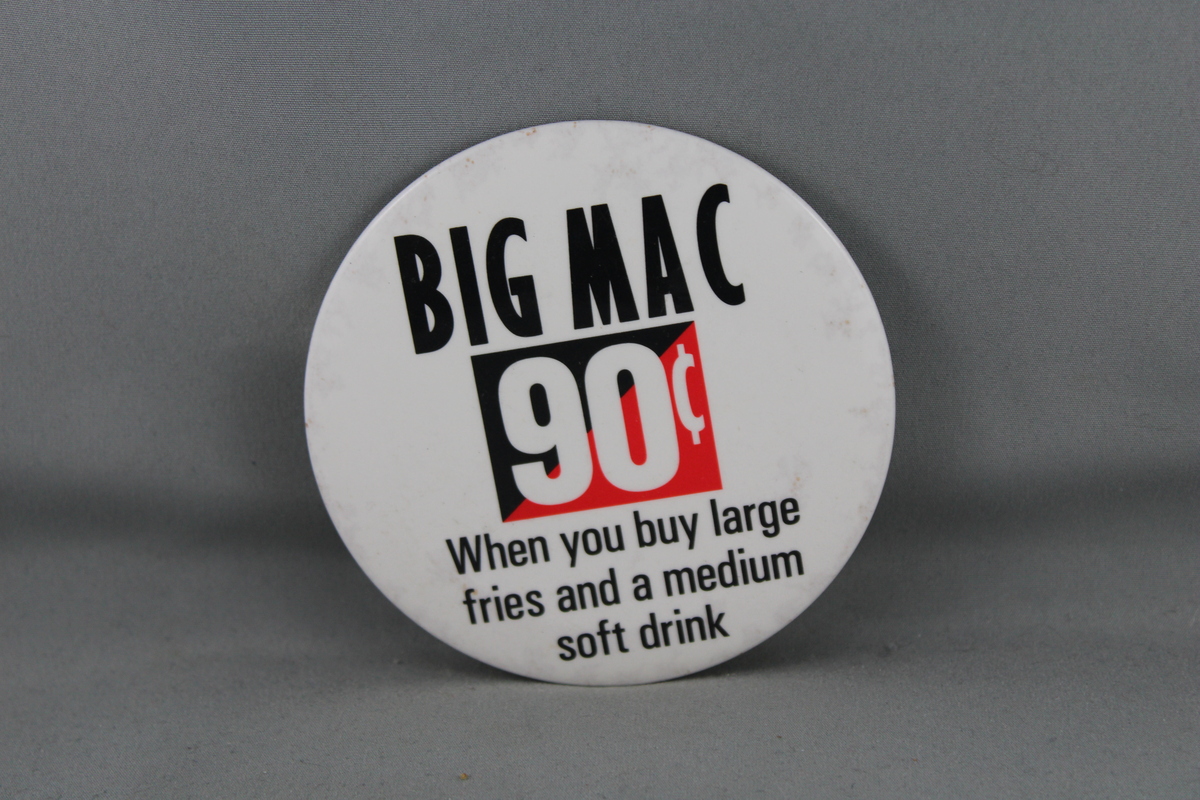 BIG MAC
90¢
When you buy large
fries and a medium
soft drink